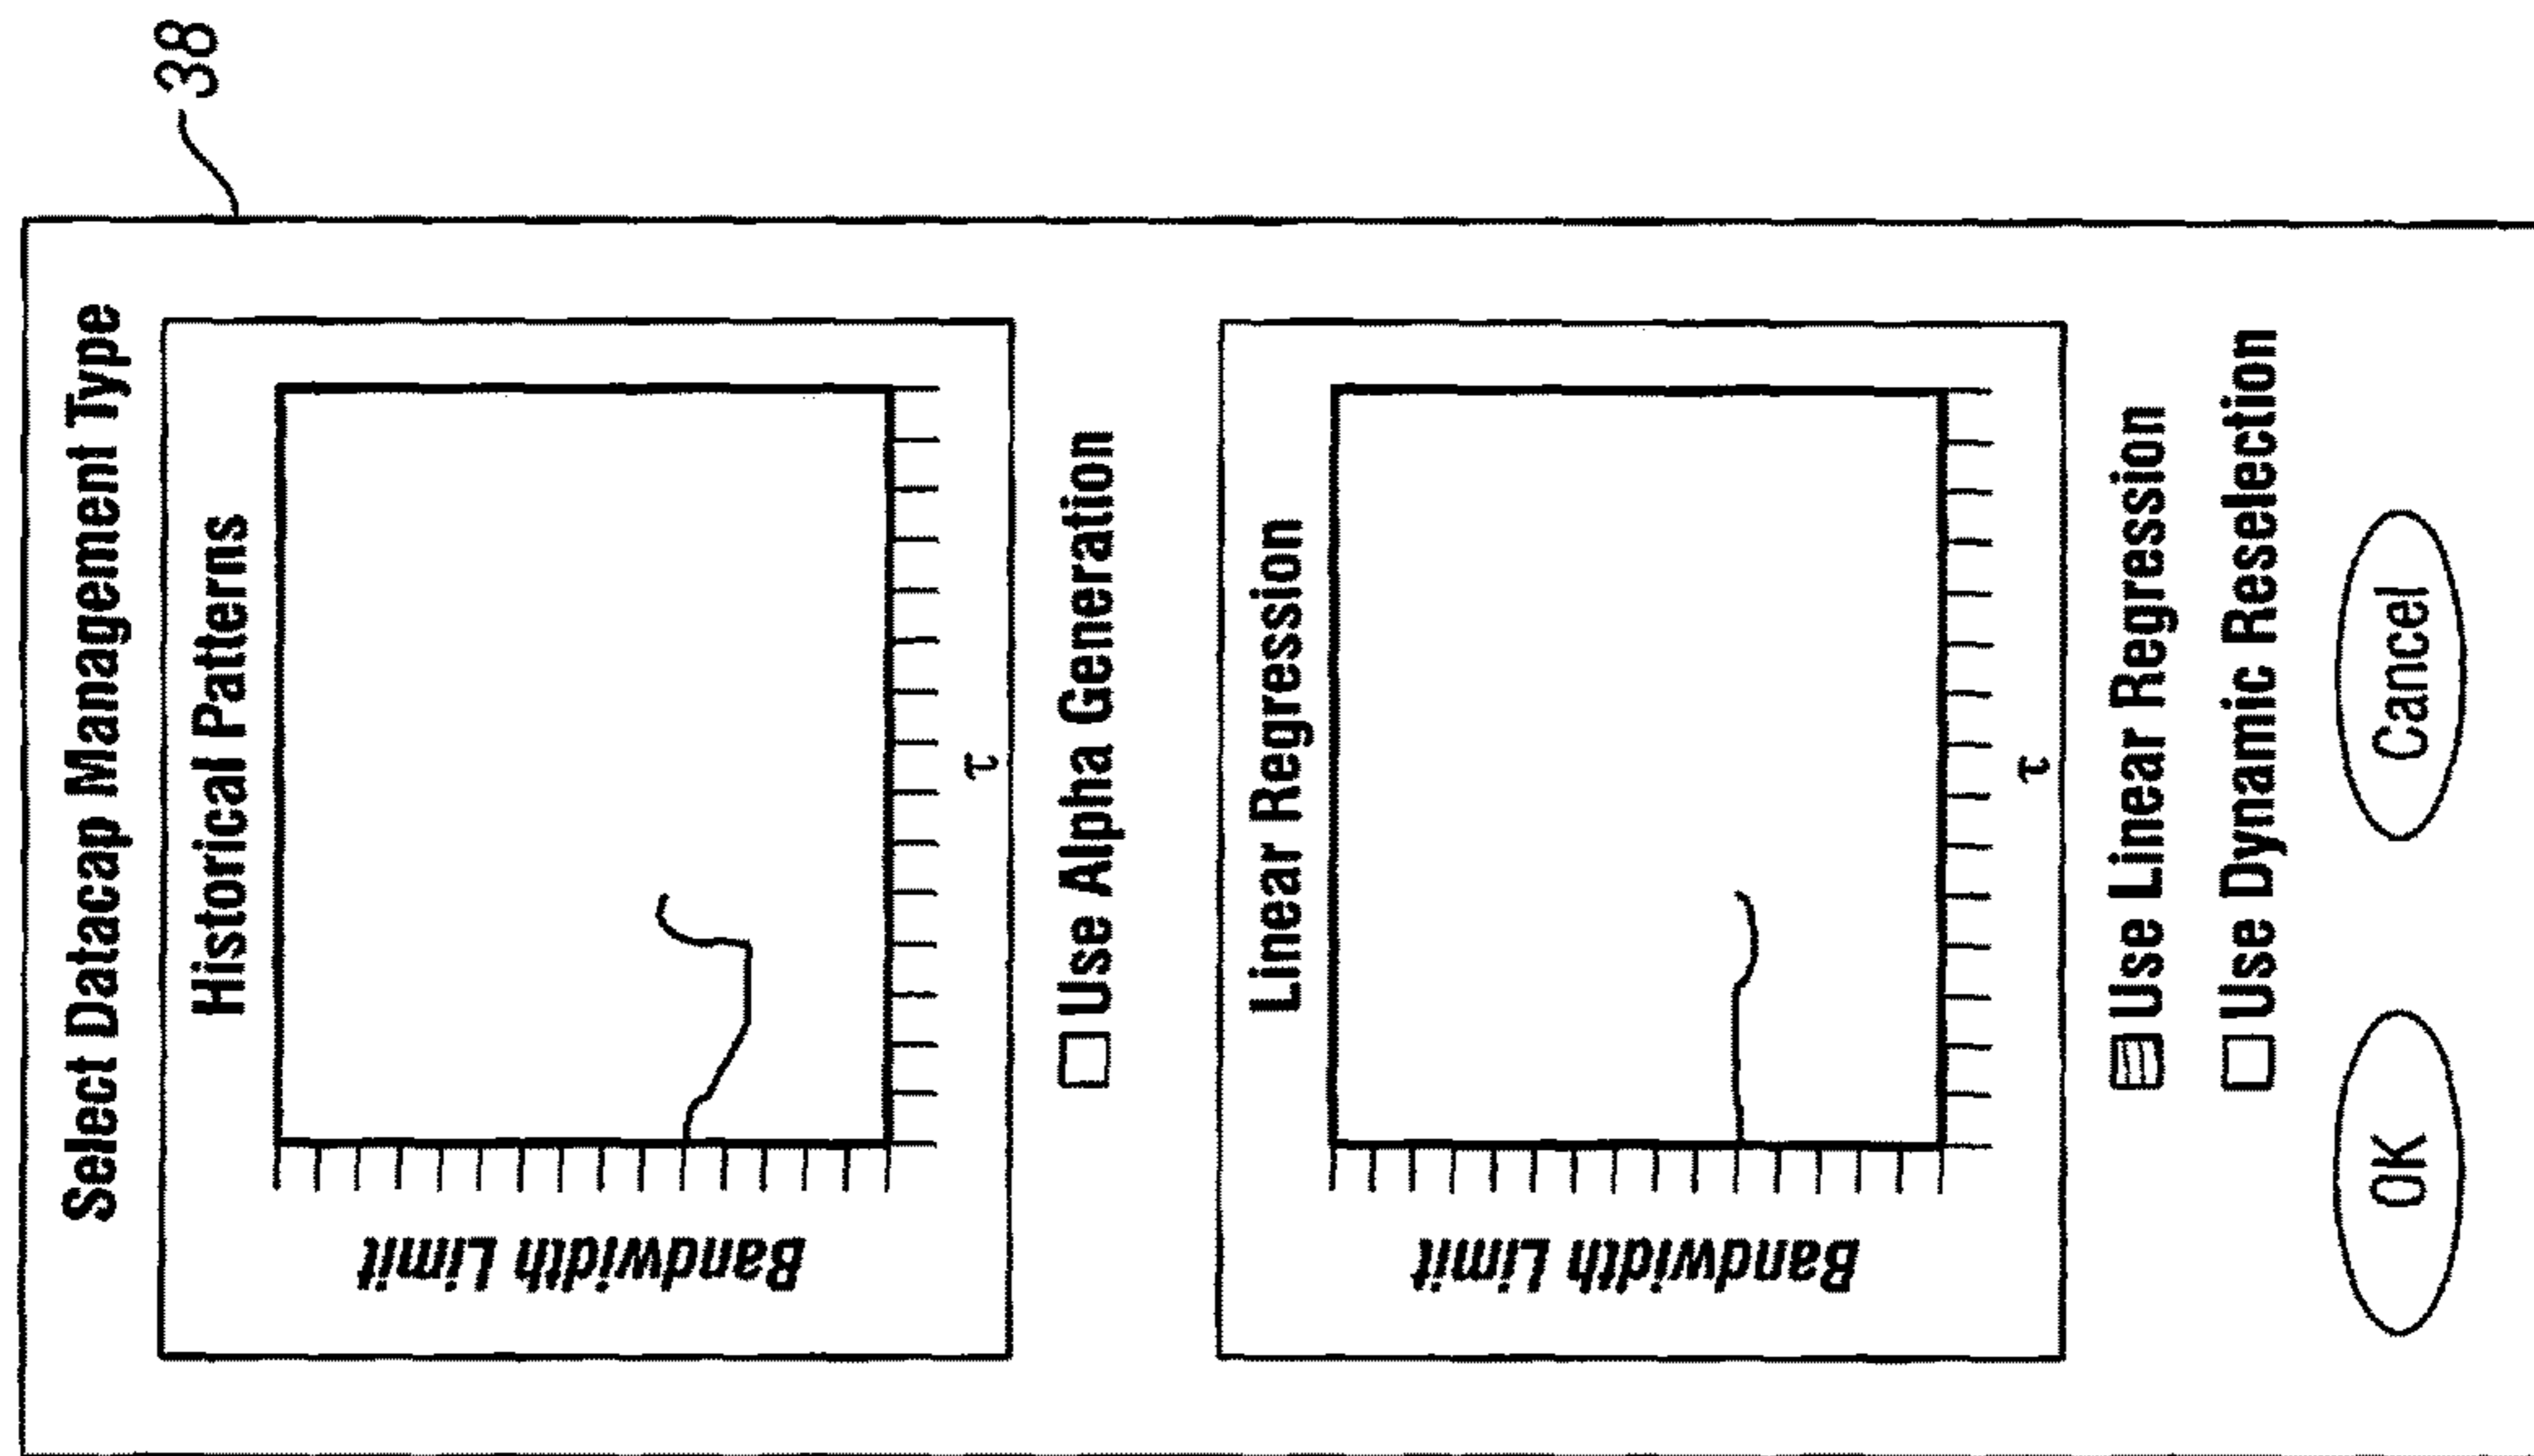 38
Select Datacap Management Type
Historical Patterns
Bandwidth Limit
τ
Use Alpha Generation
Linear Regression
Bandwidth Limit
τ
Use Linear Regression
Use Dynamic Reselection
OK
Cancel